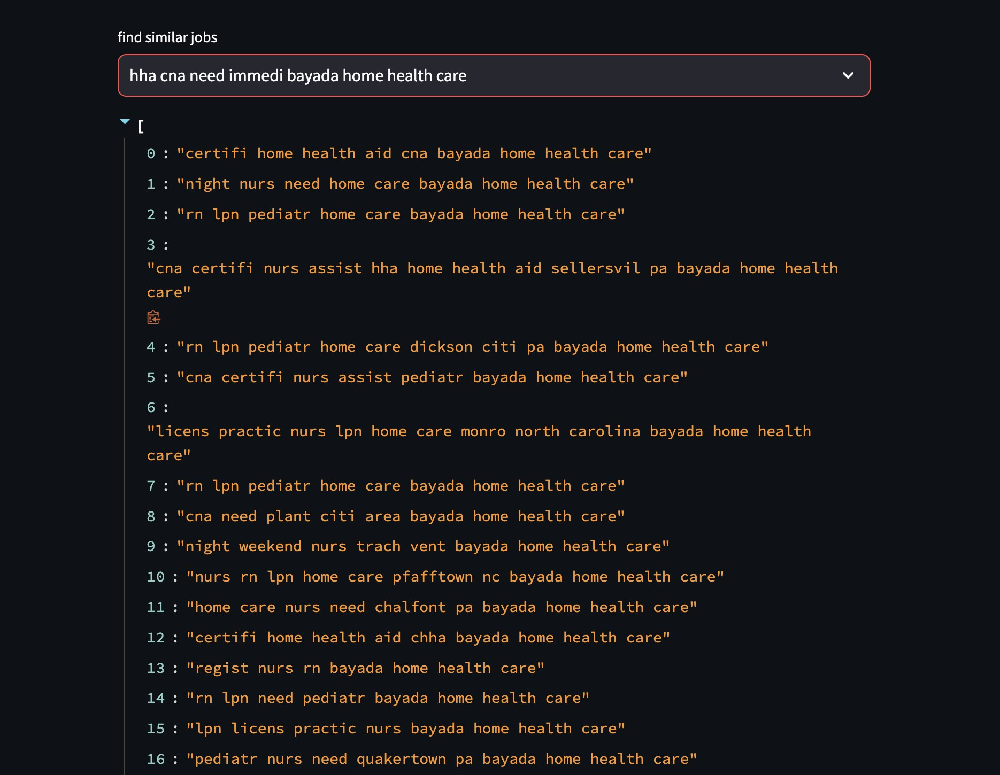 find similar jobs
hha cna need immedi bayada home health care
[
0 : "certifi home health aid cna bayada home health care"
1 : "night nurs need home care bayada home health care"
2 : "rn lpn pediatr home care bayada home health care"
3 :
"cna certifi nurs assist hha home health aid sellersvil pa bayada home health
care"
4 : "rn lpn pediatr home care dickson citi pa bayada home health care"
5 : "cna certifi nurs assist pediatr bayada home health care"
6 :
"licens practic nurs lpn home care monro north carolina bayada home health
care"
7 : "rn lpn pediatr home care bayada home health care"
8 : "cna need plant citi area bayada home health care"
9 : "night weekend nurs trach vent bayada home health care"
10 : "nurs rn lpn home care pfafftown nc bayada home health care"
11 : "home care nurs need chalfont pa bayada home health care"
12 : "certifi home health aid chha bayada home health care"
13 : "regist nurs rn bayada home health care"
14 : "rn lpn need pediatr bayada home health care"
15 : "lpn licens practic nurs bayada home health care"
16 : "pediatr nurs need quakertown pa bayada home health care"